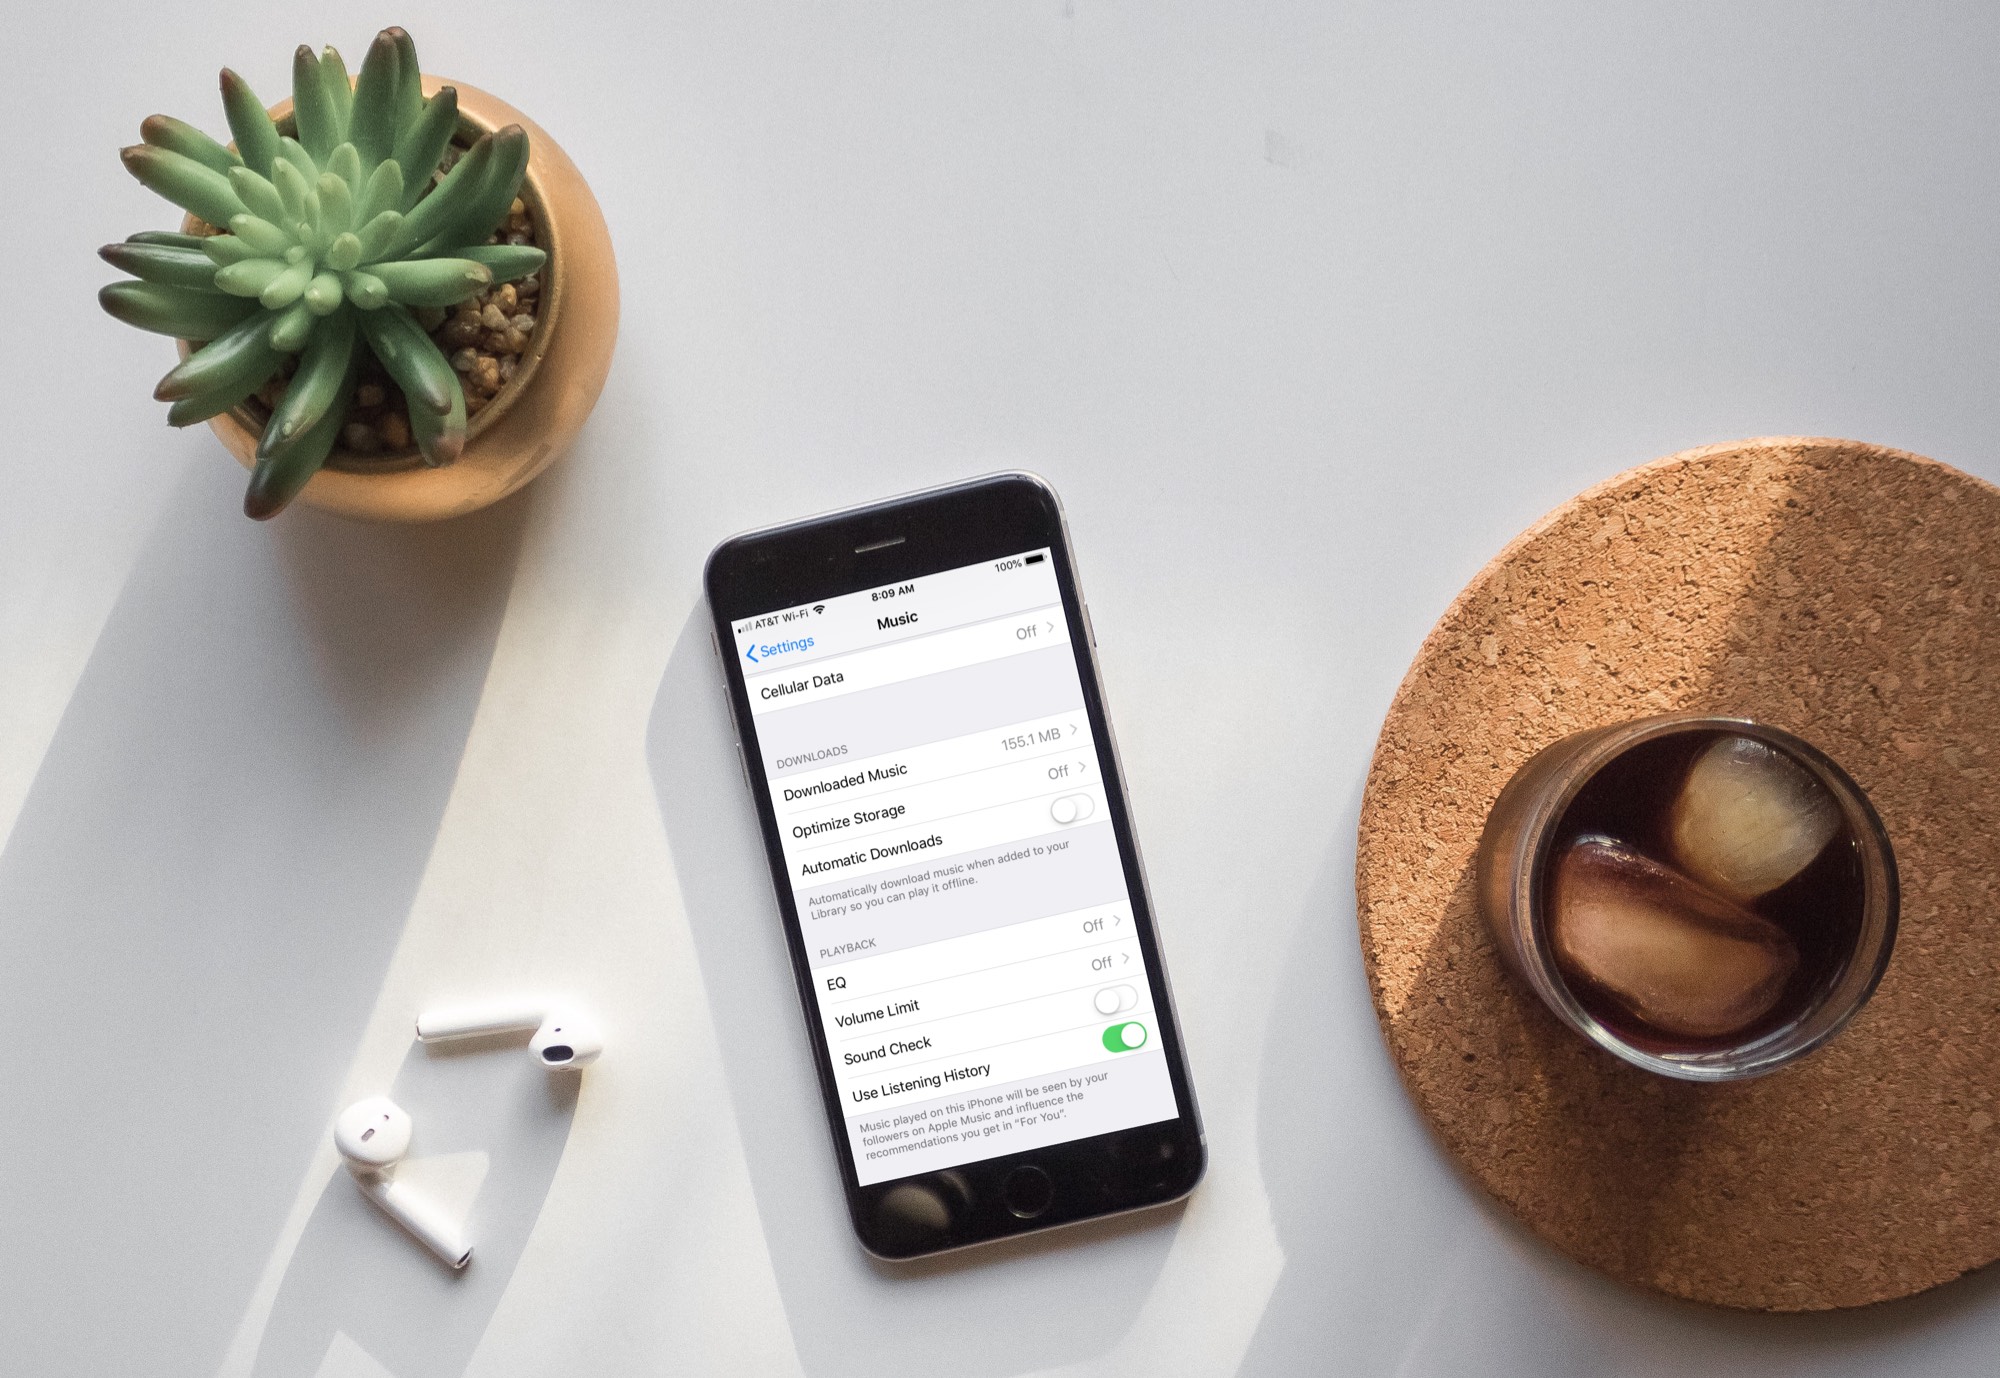 AT&T Wi-Fi 8:09 AM 100%
Settings Music
Cellular Data Off
DOWNLOADS
Downloaded Music 155.1 MB
Optimize Storage Off
Automatic Downloads
Automatically download music when added to your
Library so you can play it offline.
PLAYBACK
EQ Off
Volume Limit Off
Sound Check
Use Listening History
Music played on this iPhone will be seen by your
followers on Apple Music and influence the
recommendations you get in “For You”.